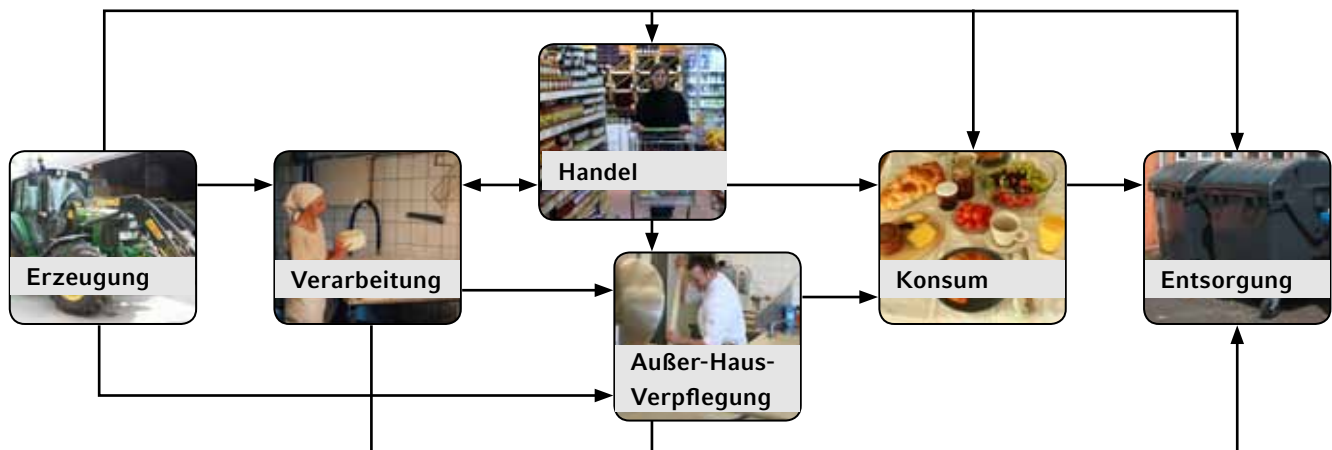 Handel
Erzeugung
Verarbeitung
Konsum
Entsorgung
Außer-Haus-
Verpflegung